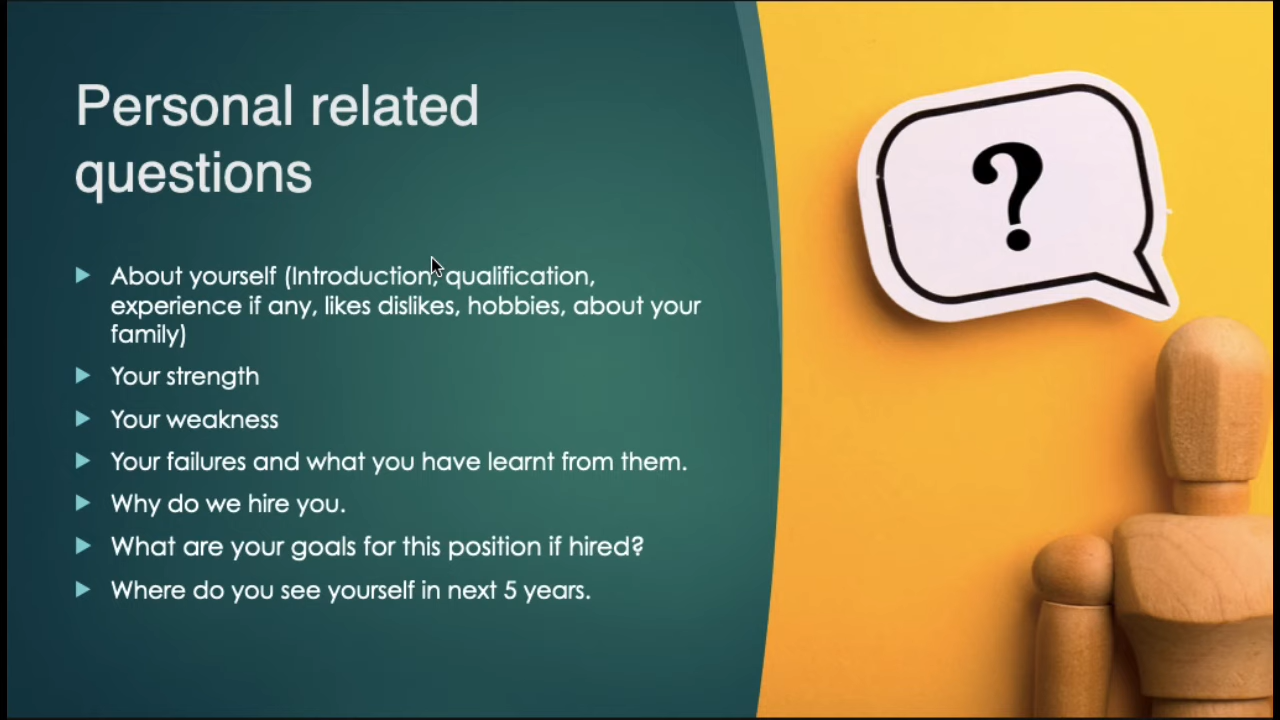 Personal related
questions
About yourself (Introduction, qualification,
experience if any, likes dislikes, hobbies, about your
family)
Your strength
Your weakness
Your failures and what you have learnt from them.
Why do we hire you.
What are your goals for this position if hired?
Where do you see yourself in next 5 years.
?